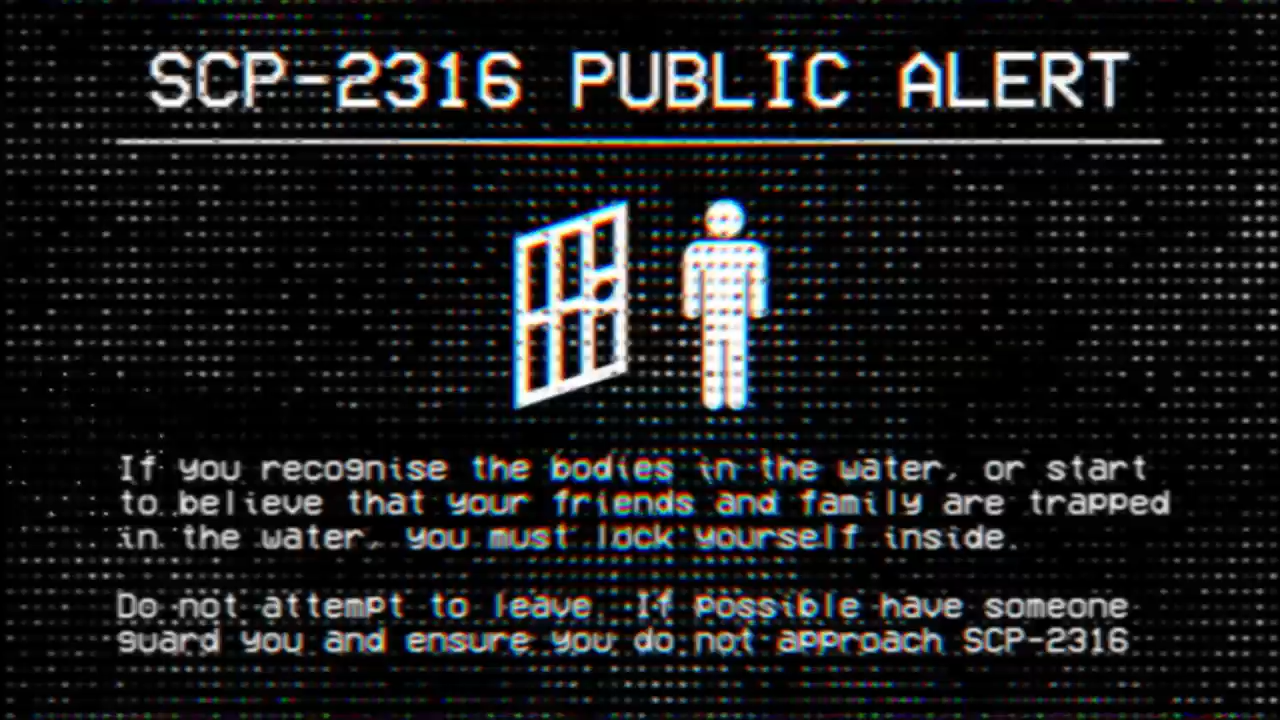 SCP-2316 PUBLIC ALERT
If you recognise the bodies in the water, or start
to believe that your friends and family are trapped
in the water, you must lock yourself inside.
Do not attempt to leave. If possible have someone
guard you and ensure you do not approach SCP-2316